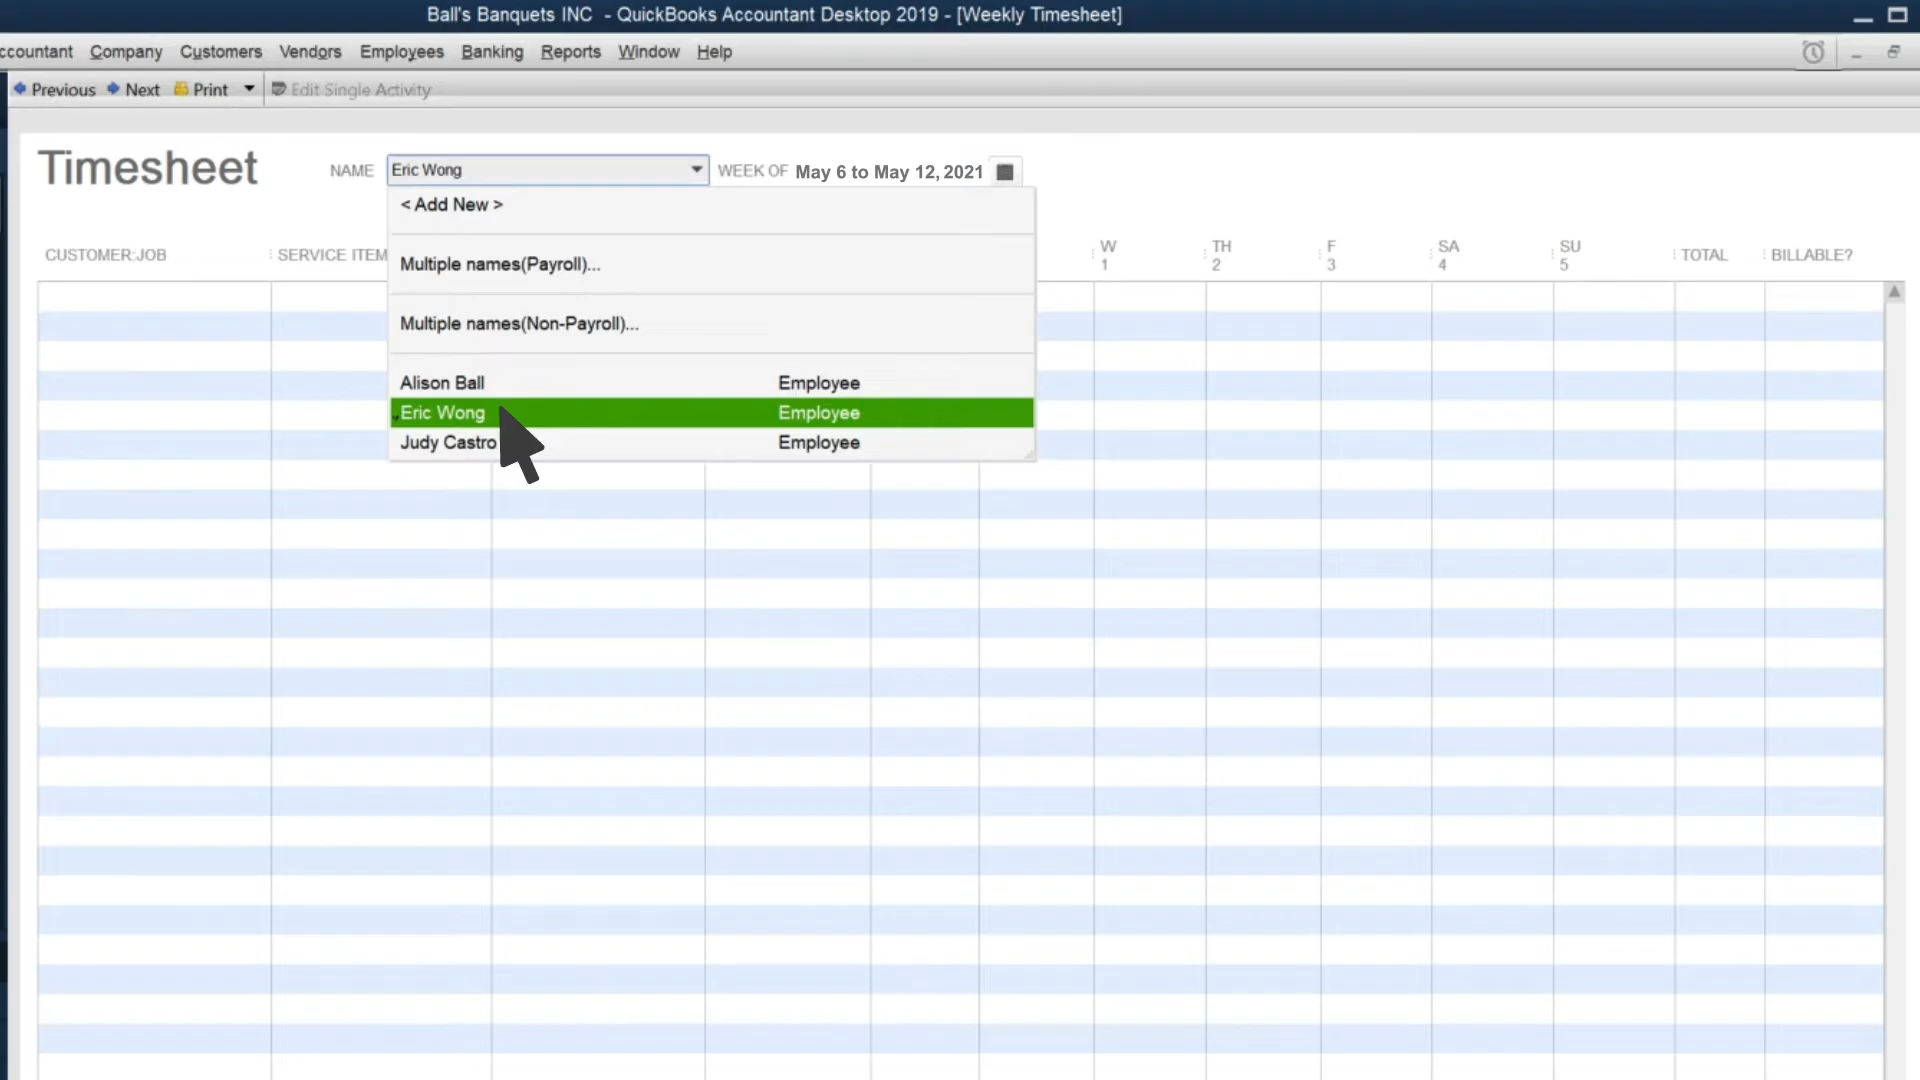 Ball's Banquets INC - QuickBooks Accountant Desktop 2019 - [Weekly Timesheet]
ccountant Company Customers Vendors Employees Banking Reports Window Help
Previous Next Print Edit Single Activity
Timesheet NAME Eric Wong WEEK OF May 6 to May 12, 2021
< Add New >
Multiple names(Payroll)...
Multiple names(Non-Payroll)...
Alison Ball Employee
Eric Wong Employee
Judy Castro Employee
CUSTOMER:JOB SERVICE ITEM W TH F SA SU TOTAL BILLABLE?
1 2 3 4 5